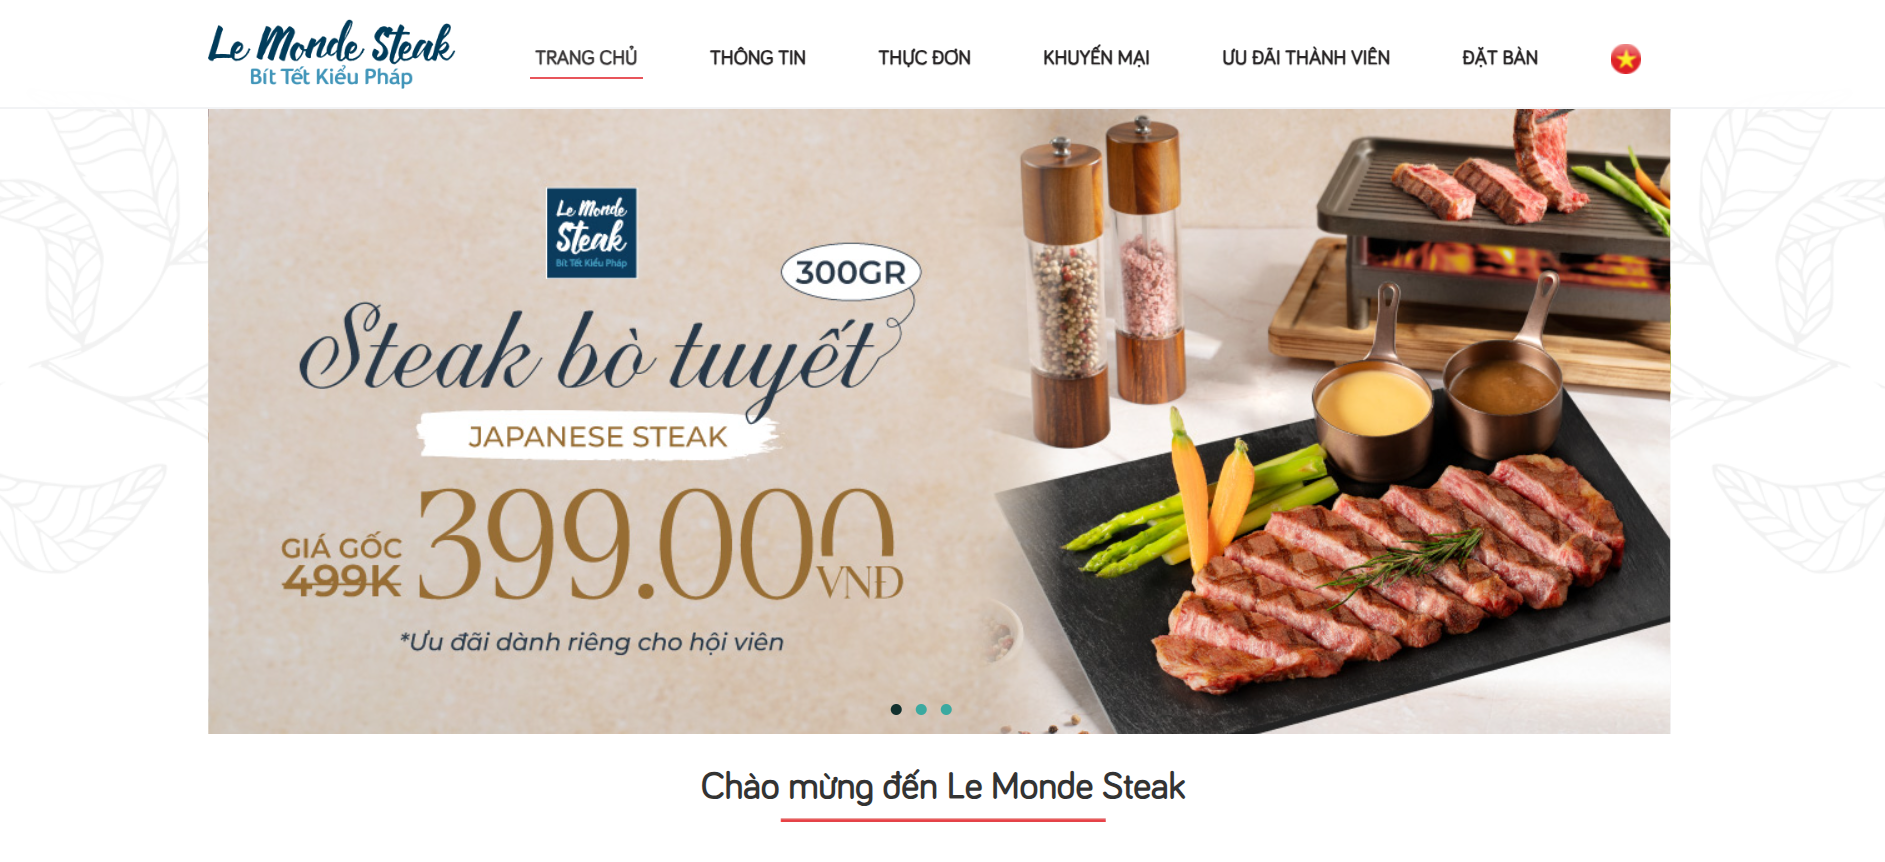 Le Monde Steak
Bít Tết Kiểu Pháp
TRANG CHỦ
THÔNG TIN
THỰC ĐƠN
KHUYẾN MẠI
ƯU ĐÃI THÀNH VIÊN
ĐẶT BÀN
Le Monde
Steak
Bít Tết Kiểu Pháp
300GR
Steak bò tuyết
JAPANESE STEAK
GIÁ GỐC
499K
399.000
VNĐ
*Ưu đãi dành riêng cho hội viên
Chào mừng đến Le Monde Steak